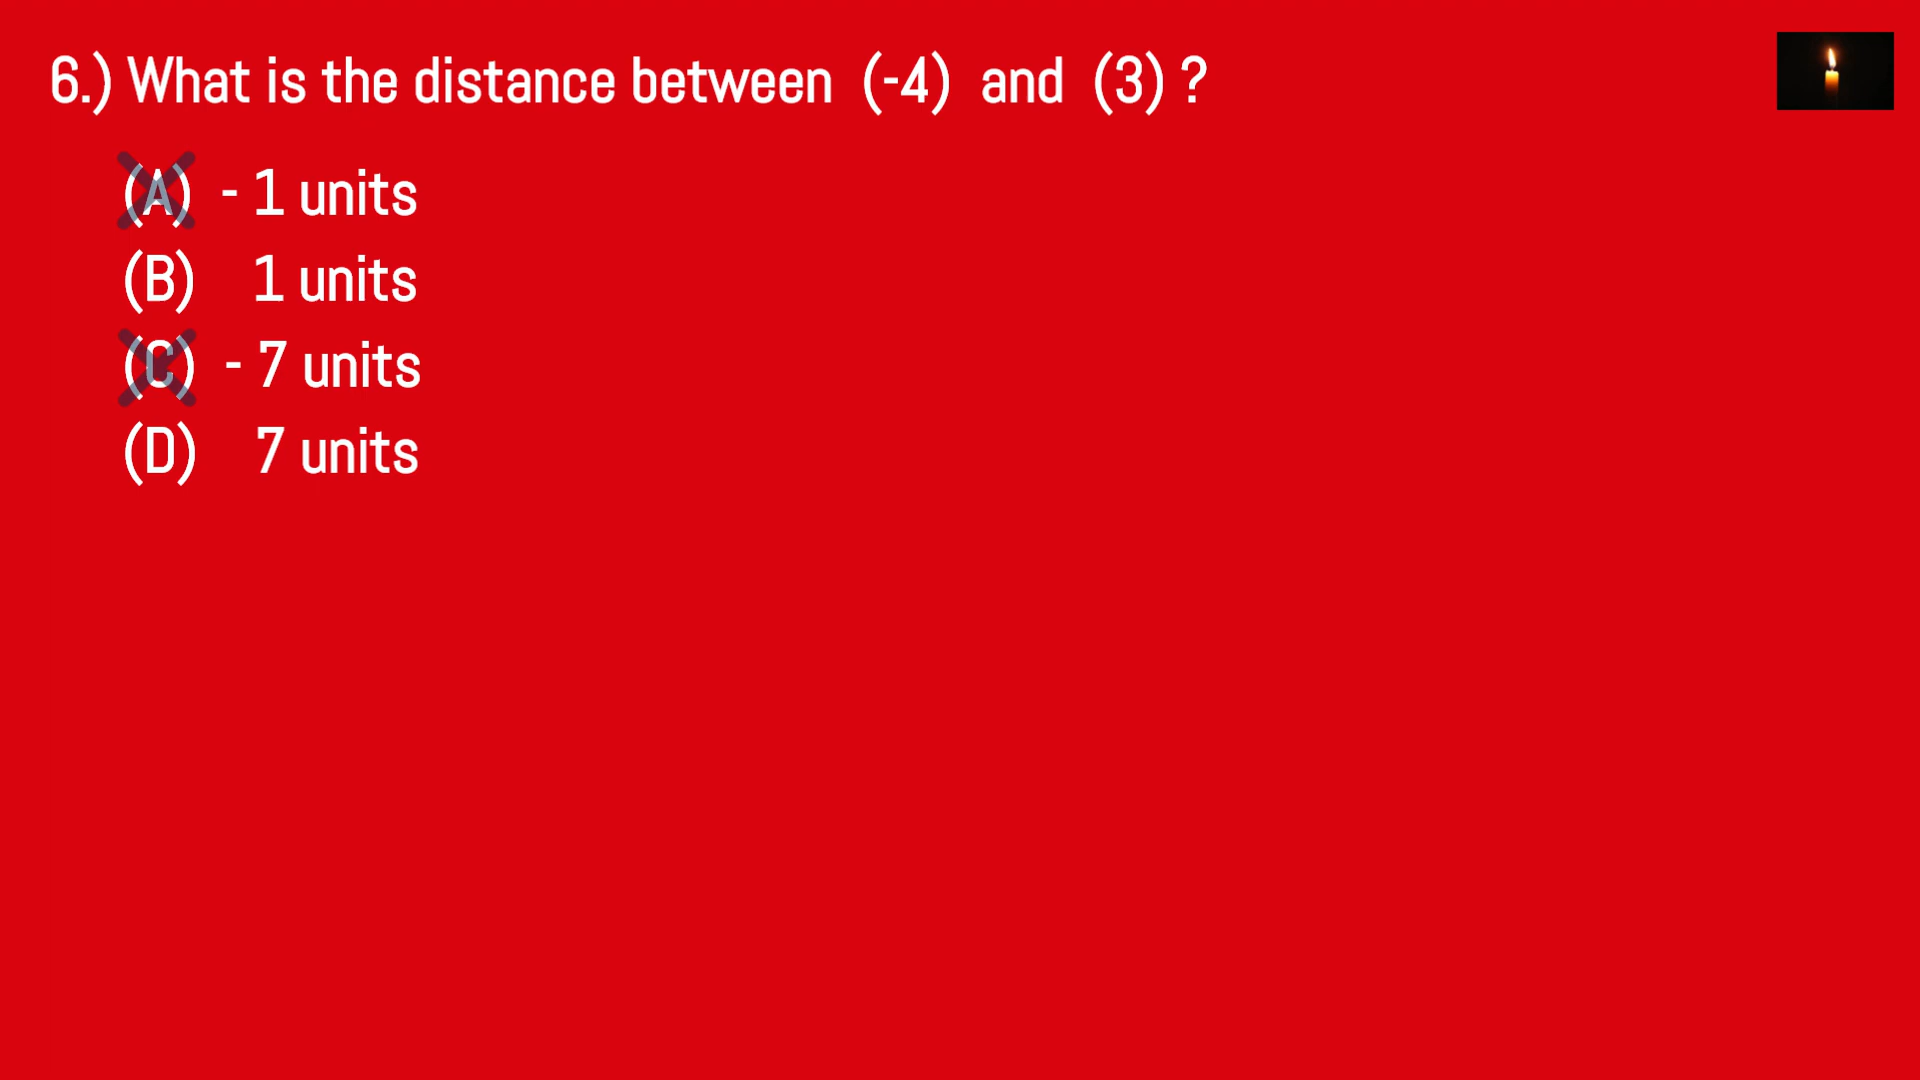 6.) What is the distance between (-4) and (3) ?
(A) - 1 units
(B) 1 units
(C) - 7 units
(D) 7 units